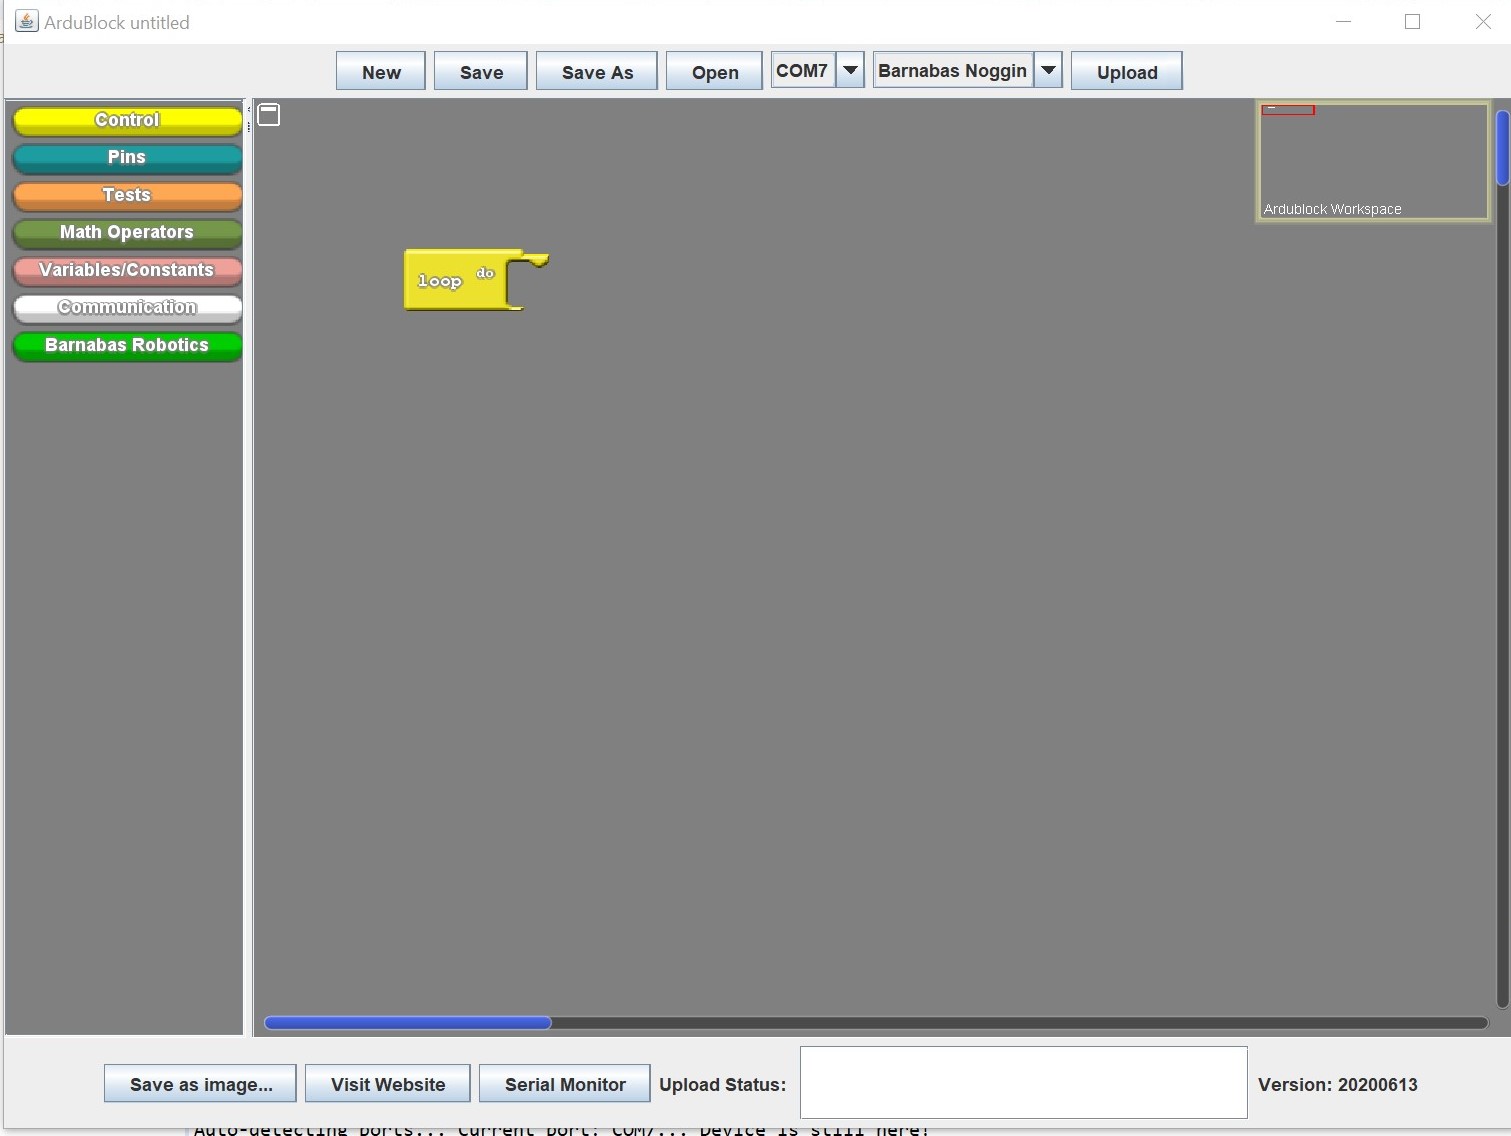 ArduBlock untitled
New Save Save As Open COM7 Barnabas Noggin Upload
Control
Pins
Tests
Math Operators
Variables/Constants
Communication
Barnabas Robotics
loop do
Ardublock Workspace
Save as image... Visit Website Serial Monitor Upload Status: Version: 20200613
Auto-detecting ports... Current port: COM7... Device is still here!